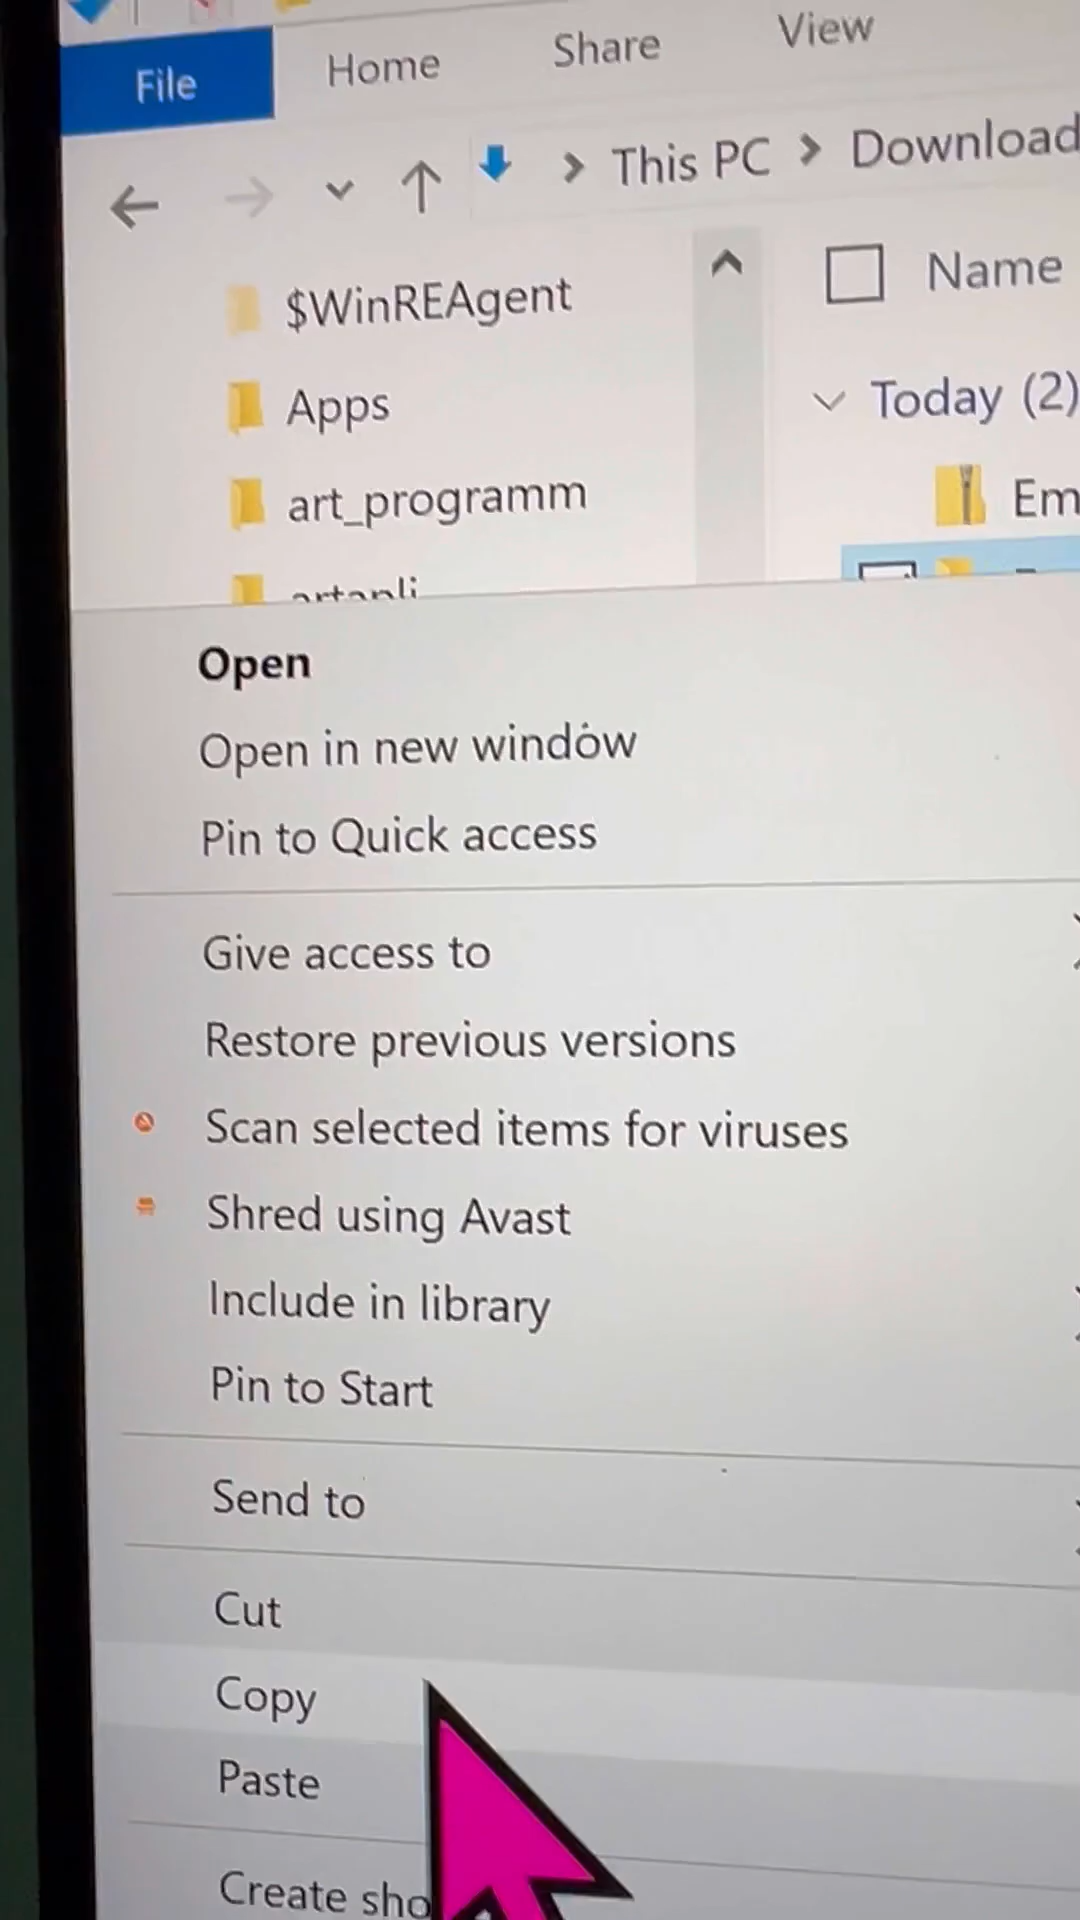 File Home Share View
This PC Download
$WinREAgent
Name
Apps
Today (2)
art_programm
Em
Open
Open in new window
Pin to Quick access
Give access to
Restore previous versions
Scan selected items for viruses
Shred using Avast
Include in library
Pin to Start
Send to
Cut
Copy
Paste
Create sho